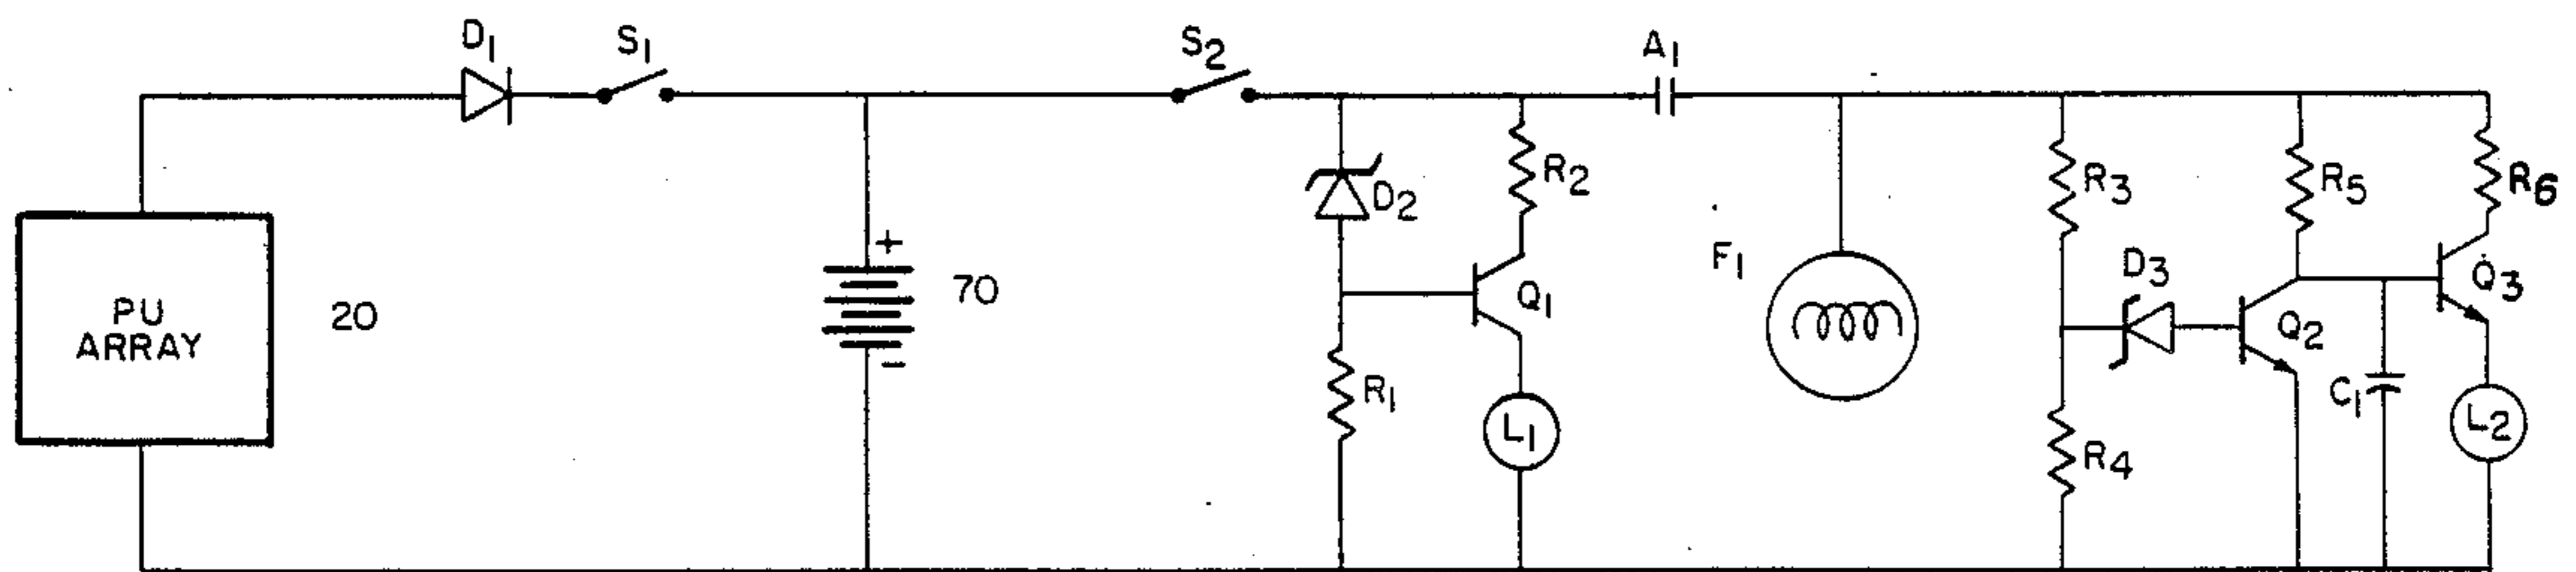 D1
S1
S2
A1
D2
R2
R3
R5
R6
PU
ARRAY
20
+
70
-
Q1
F1
D3
Q2
Q3
R1
L1
R4
C1
L2